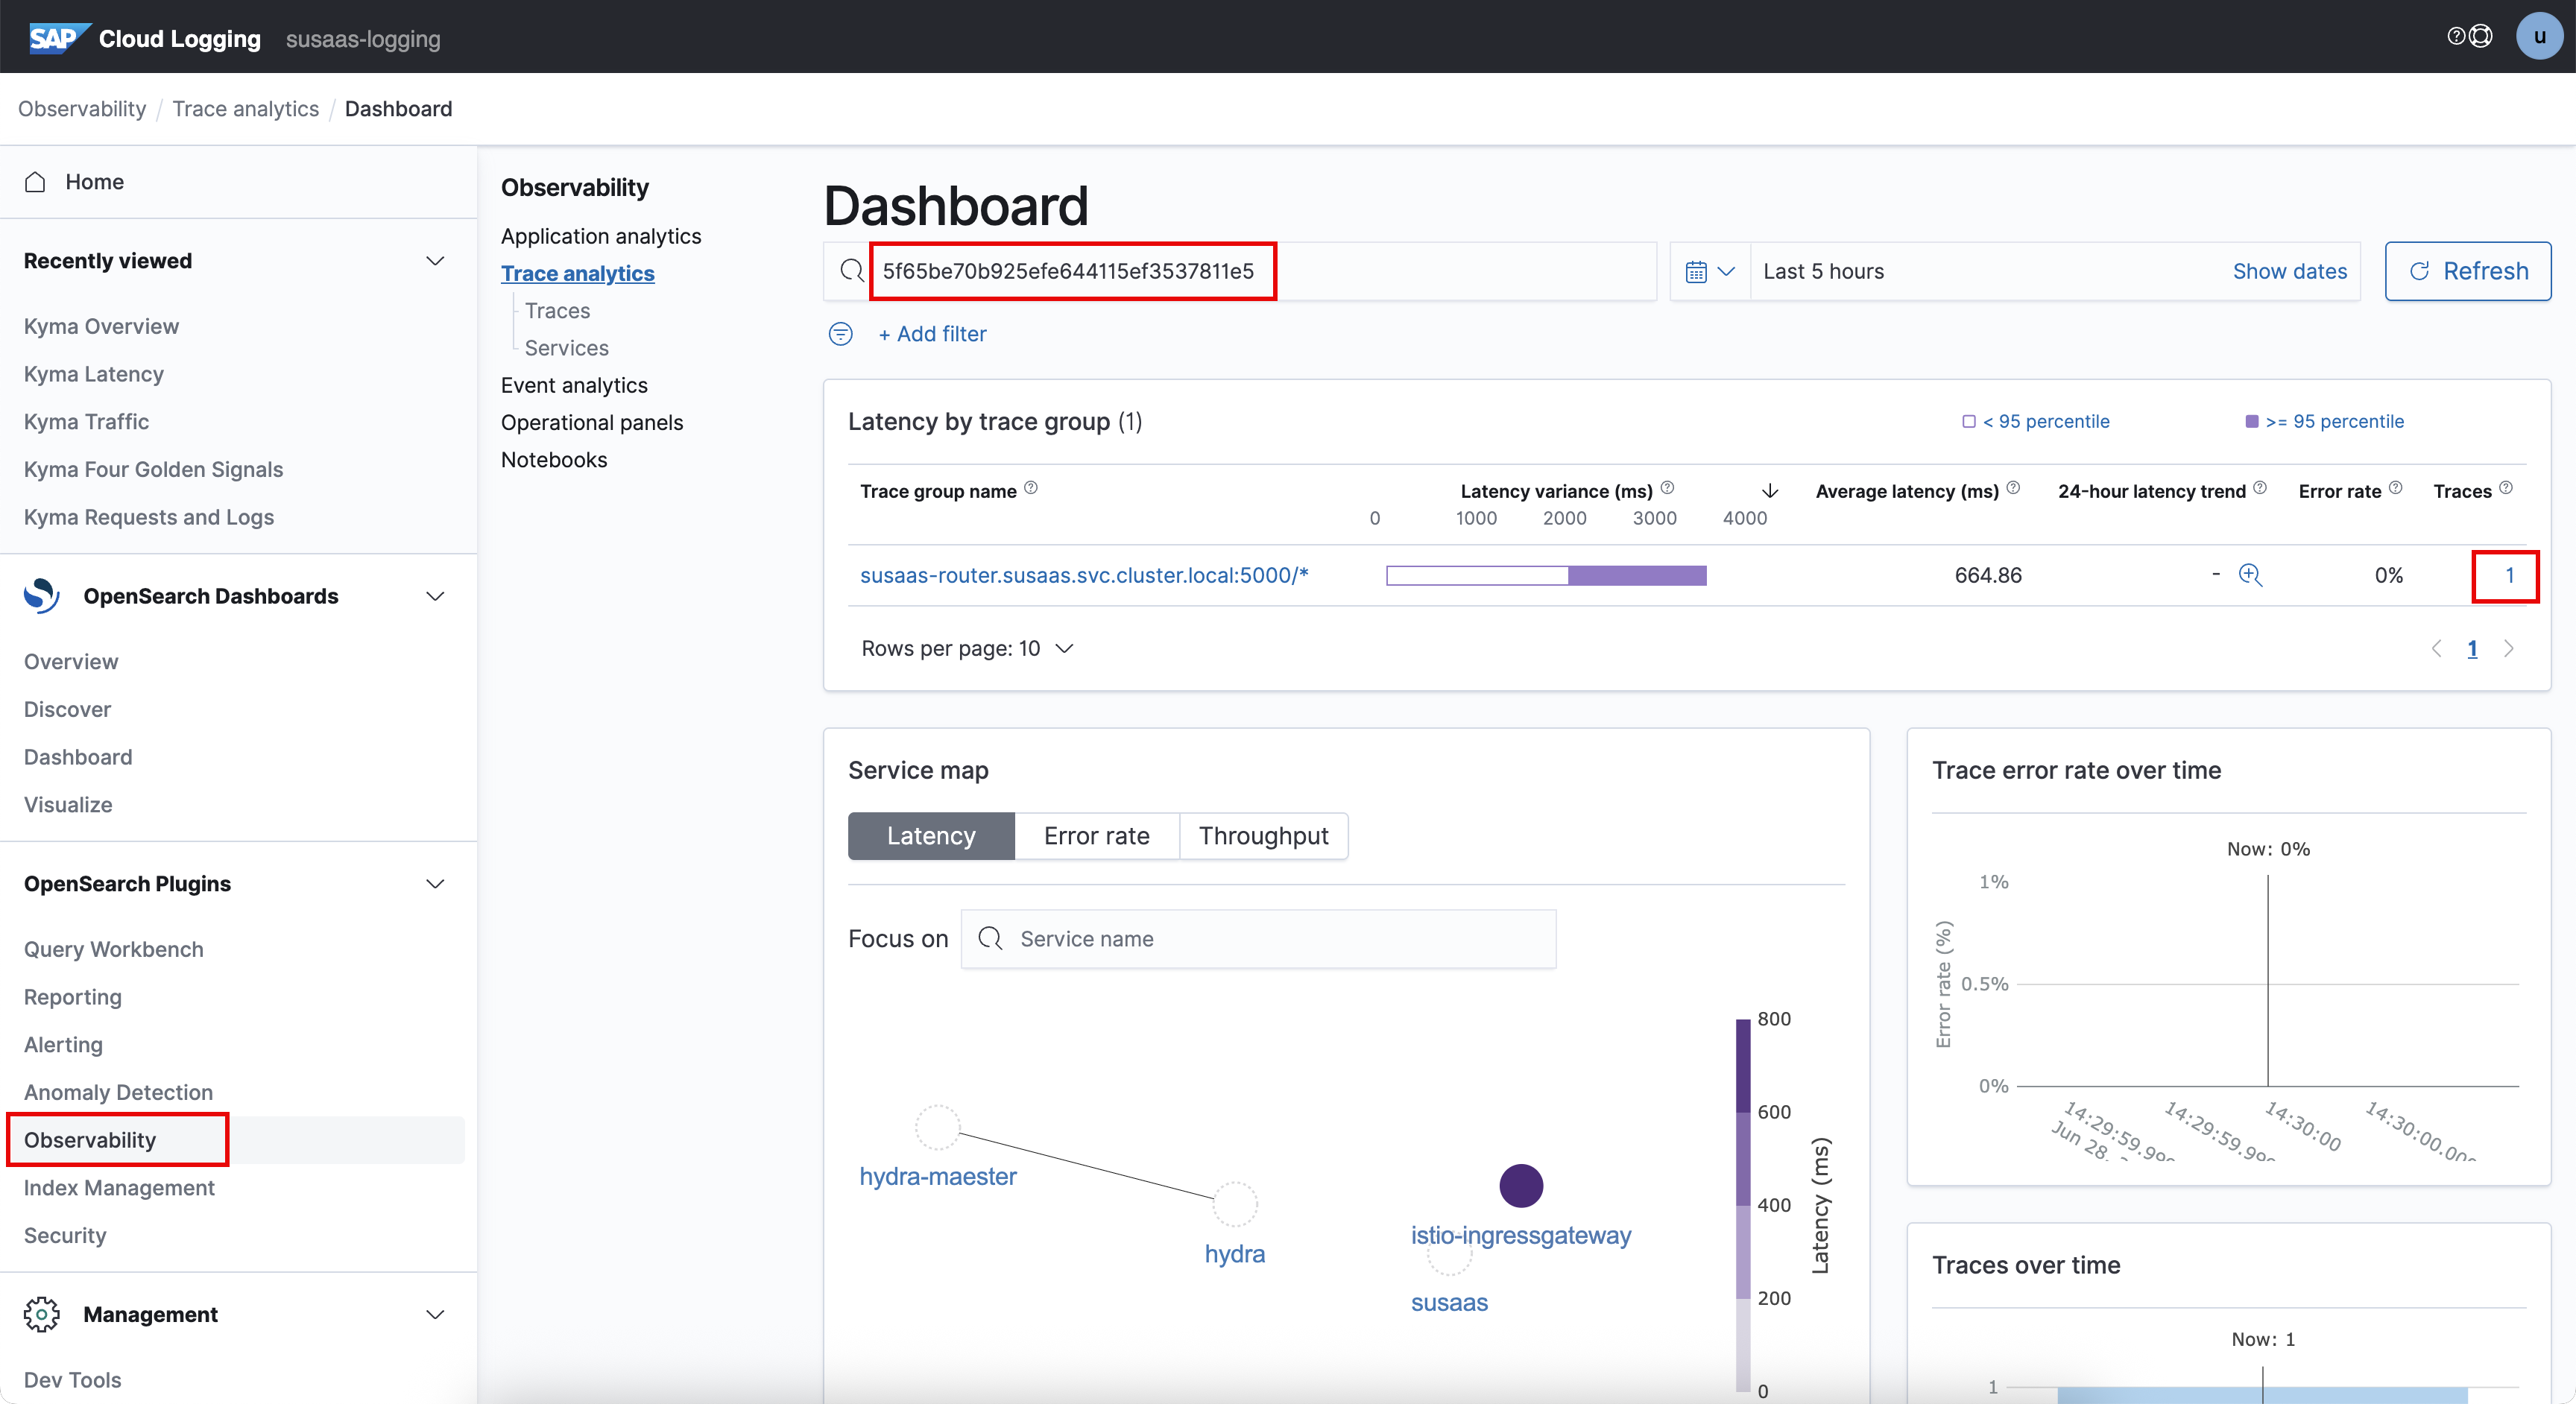 SAP Cloud Logging susaas-logging
u
Observability / Trace analytics / Dashboard
Home
Recently viewed
Kyma Overview
Kyma Latency
Kyma Traffic
Kyma Four Golden Signals
Kyma Requests and Logs
OpenSearch Dashboards
Overview
Discover
Dashboard
Visualize
OpenSearch Plugins
Query Workbench
Reporting
Alerting
Anomaly Detection
Observability
Index Management
Security
Management
Dev Tools
Observability
Application analytics
Trace analytics
Traces
Services
Event analytics
Operational panels
Notebooks
Dashboard
5f65be70b925efe644115ef3537811e5
Last 5 hours
Show dates
Refresh
+ Add filter
Latency by trace group (1)
< 95 percentile
>= 95 percentile
Trace group name
Latency variance (ms)
0 1000 2000 3000 4000
Average latency (ms)
24-hour latency trend
Error rate
Traces
susaas-router.susaas.svc.cluster.local:5000/*
664.86
-
0%
1
Rows per page: 10
1
Service map
Latency
Error rate
Throughput
Focus on
Service name
hydra-maester
hydra
istio-ingressgateway
susaas
800
600
400
200
0
Latency (ms)
Trace error rate over time
Now: 0%
1%
0.5%
0%
Error rate (%)
14:29:59.999
Jun 28,
14:29:59.999
14:30:00
14:30:00.000
Traces over time
Now: 1
1